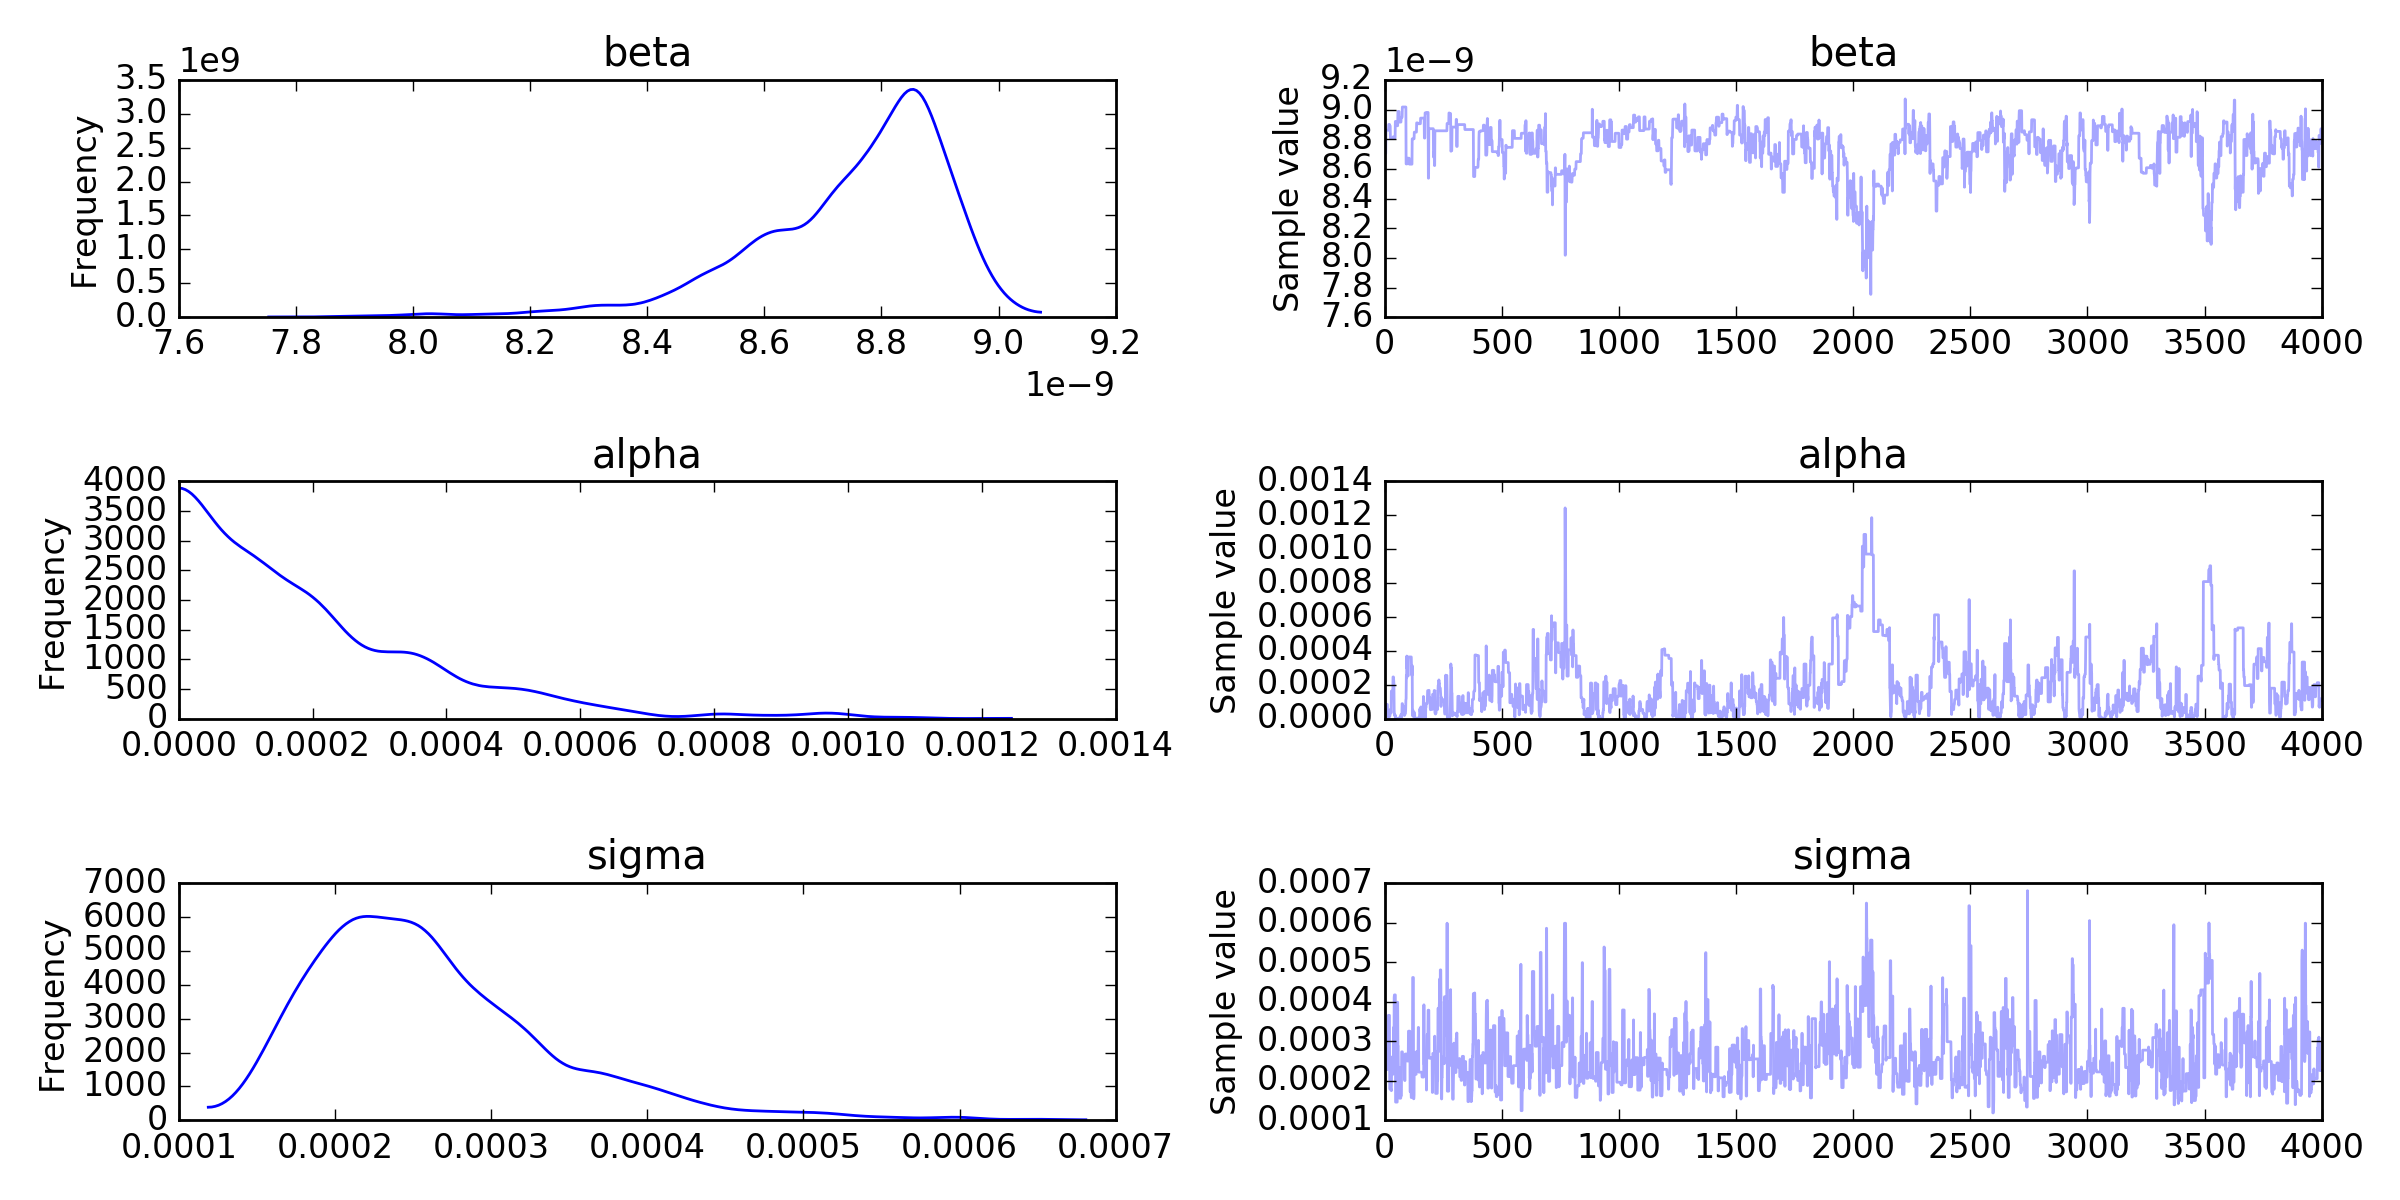 beta
1e9
3.5
3.0
2.5
2.0
1.5
1.0
0.5
0.0
Frequency
7.6 7.8 8.0 8.2 8.4 8.6 8.8 9.0 9.2
1e−9
beta
1e−9
9.2
9.0
8.8
8.6
8.4
8.2
8.0
7.8
7.6
Sample value
0 500 1000 1500 2000 2500 3000 3500 4000
alpha
4000
3500
3000
2500
2000
1500
1000
500
0
Frequency
0.0000 0.0002 0.0004 0.0006 0.0008 0.0010 0.0012 0.0014
alpha
0.0014
0.0012
0.0010
0.0008
0.0006
0.0004
0.0002
0.0000
Sample value
0 500 1000 1500 2000 2500 3000 3500 4000
sigma
7000
6000
5000
4000
3000
2000
1000
0
Frequency
0.0001 0.0002 0.0003 0.0004 0.0005 0.0006 0.0007
sigma
0.0007
0.0006
0.0005
0.0004
0.0003
0.0002
0.0001
Sample value
0 500 1000 1500 2000 2500 3000 3500 4000